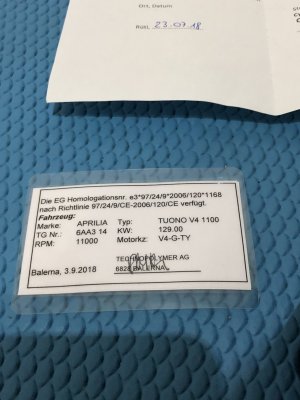 Ort, Datum
Rüti, 23.07.18
Die EG Homologationsnr. e3*97/24/9*2006/120*1168
nach Richtlinie 97/24/9/CE-2006/120/CE verfügt.
Fahrzeug:
Marke: APRILIA Typ: TUONO V4 1100
TG Nr.: 6AA3 14 KW: 129.00
RPM: 11000 Motorkz: V4-G-TY
TECHNOPOLYMER AG
Balerna, 3.9.2018 6828 BALERNA